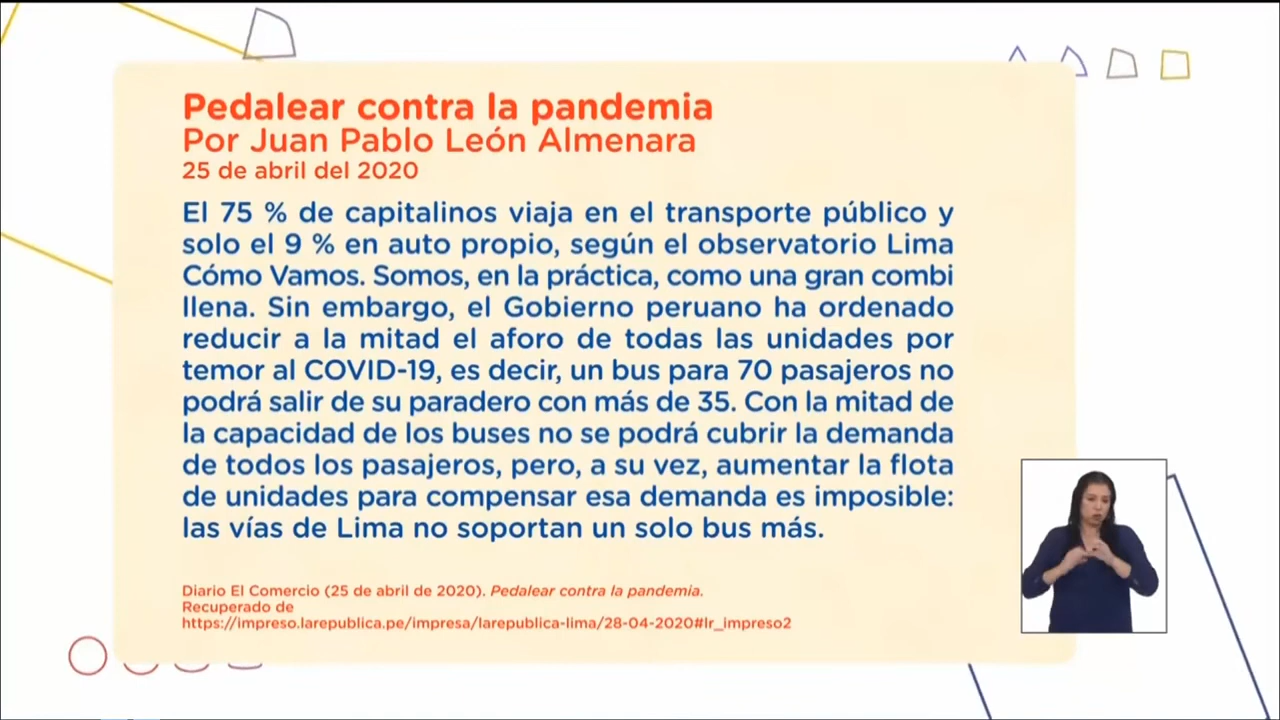 Pedalear contra la pandemia
Por Juan Pablo León Almenara
25 de abril del 2020
El 75 % de capitalinos viaja en el transporte público y
solo el 9 % en auto propio, según el observatorio Lima
Cómo Vamos. Somos, en la práctica, como una gran combi
llena. Sin embargo, el Gobierno peruano ha ordenado
reducir a la mitad el aforo de todas las unidades por
temor al COVID-19, es decir, un bus para 70 pasajeros no
podrá salir de su paradero con más de 35. Con la mitad de
la capacidad de los buses no se podrá cubrir la demanda
de todos los pasajeros, pero, a su vez, aumentar la flota
de unidades para compensar esa demanda es imposible:
las vías de Lima no soportan un solo bus más.
Diario El Comercio (25 de abril de 2020). Pedalear contra la pandemia.
Recuperado de
https://impreso.larepublica.pe/impresa/larepublica-lima/28-04-2020#lr_impreso2